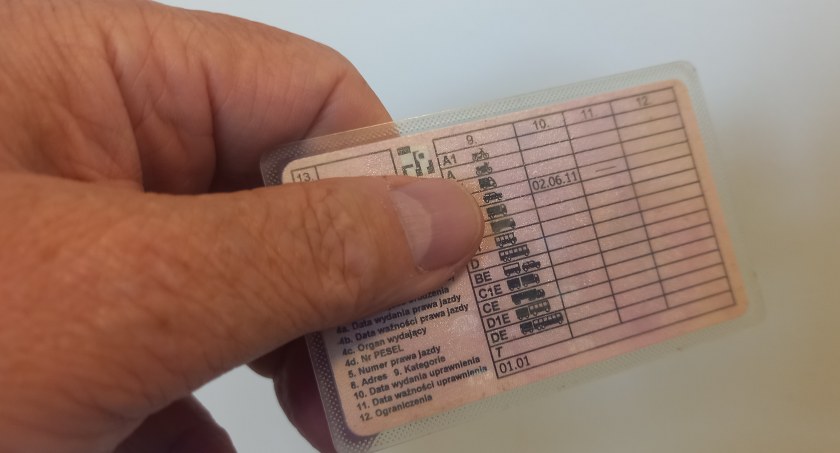 13
9. 10. 11. 12.
A1
A
02.06.11 —
D
BE
C1E
CE
D1E
DE
T
01.01
4a. Data wydania prawa jazdy
4b. Data ważności prawa jazdy
4c. Organ wydający
4d. Nr PESEL
5. Numer prawa jazdy
8. Adres 9. Kategorie
10. Data wydania uprawnienia
11. Data ważności uprawnienia
12. Ograniczenia